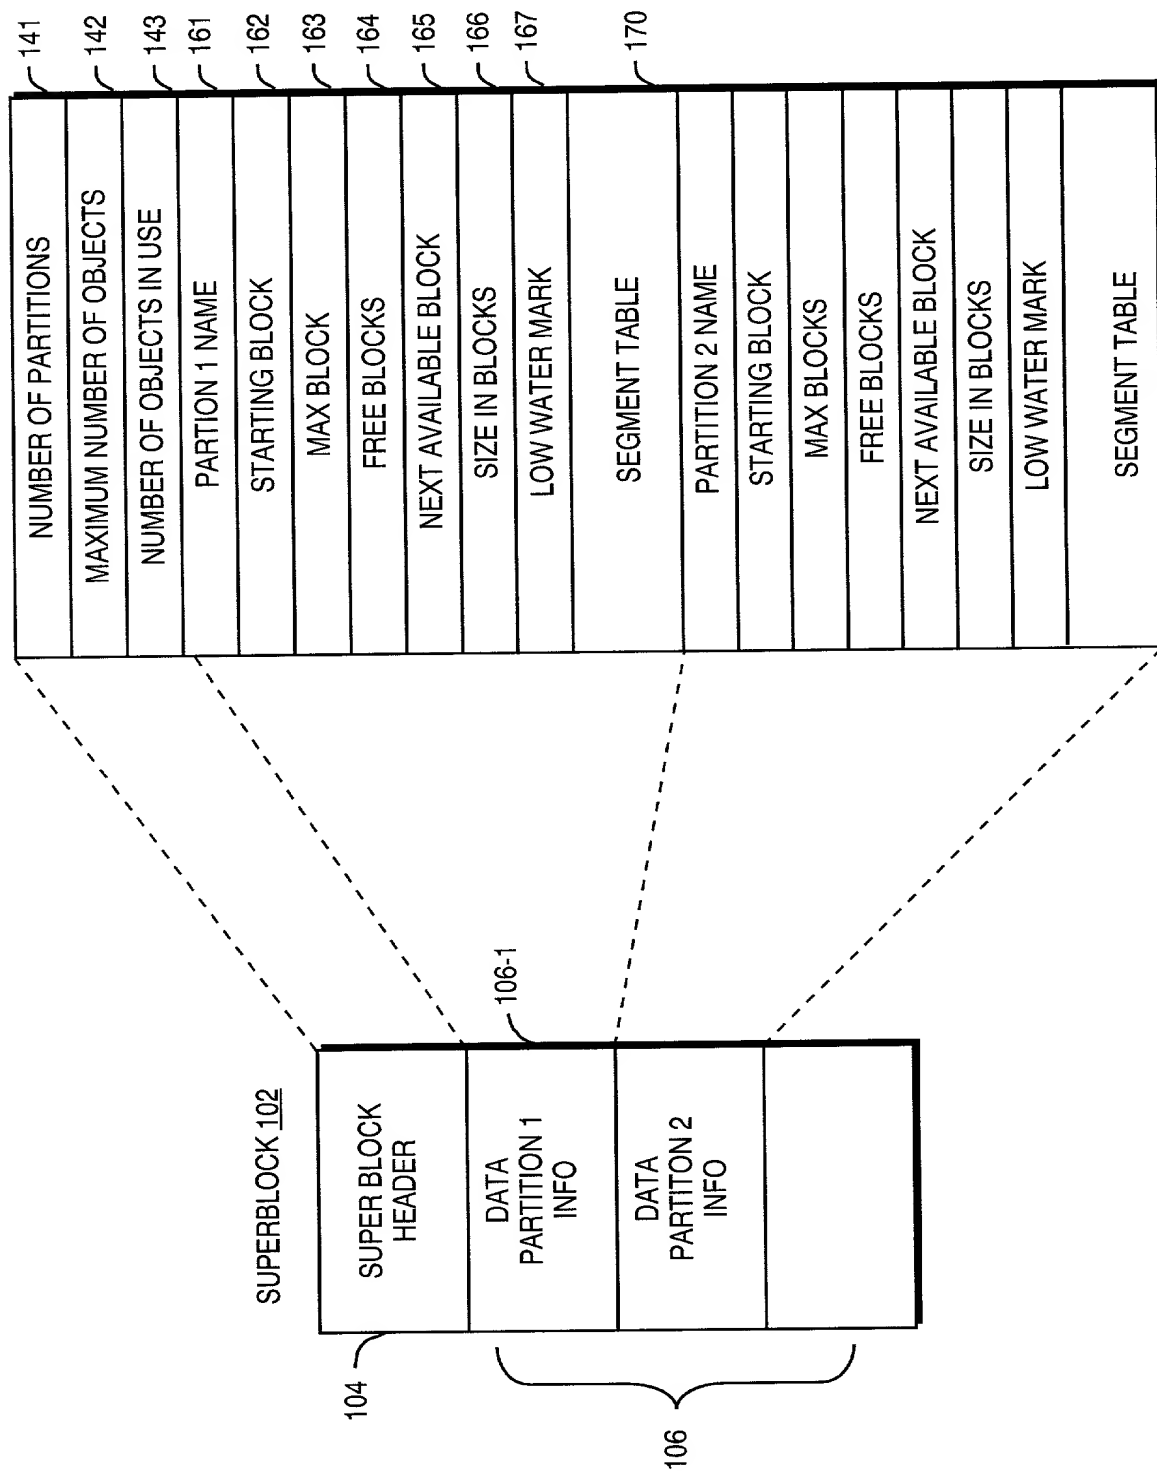 SUPERBLOCK 102
SUPER BLOCK
HEADER
DATA
PARTITION 1
INFO
DATA
PARTITON 2
INFO
104
106
106-1
NUMBER OF PARTITIONS
MAXIMUM NUMBER OF OBJECTS
NUMBER OF OBJECTS IN USE
PARTION 1 NAME
STARTING BLOCK
MAX BLOCK
FREE BLOCKS
NEXT AVAILABLE BLOCK
SIZE IN BLOCKS
LOW WATER MARK
SEGMENT TABLE
PARTITION 2 NAME
STARTING BLOCK
MAX BLOCKS
FREE BLOCKS
NEXT AVAILABLE BLOCK
SIZE IN BLOCKS
LOW WATER MARK
SEGMENT TABLE
141
142
143
161
162
163
164
165
166
167
170